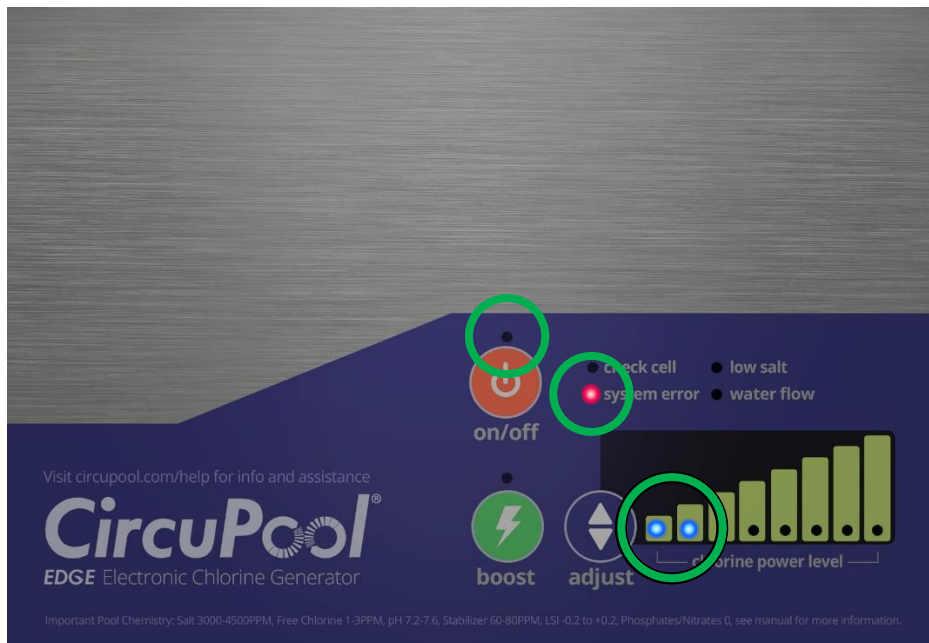 check cell
low salt
system error
water flow
on/off
Visit circupool.com/help for info and assistance
CircuPool®
EDGE Electronic Chlorine Generator
boost
adjust
chlorine power level
Important Pool Chemistry: Salt 3000-4500PPM, Free Chlorine 1-3PPM, pH 7.2-7.6, Stabilizer 60-80PPM, LSI -0.2 to +0.2, Phosphates/Nitrates 0, see manual for more information.